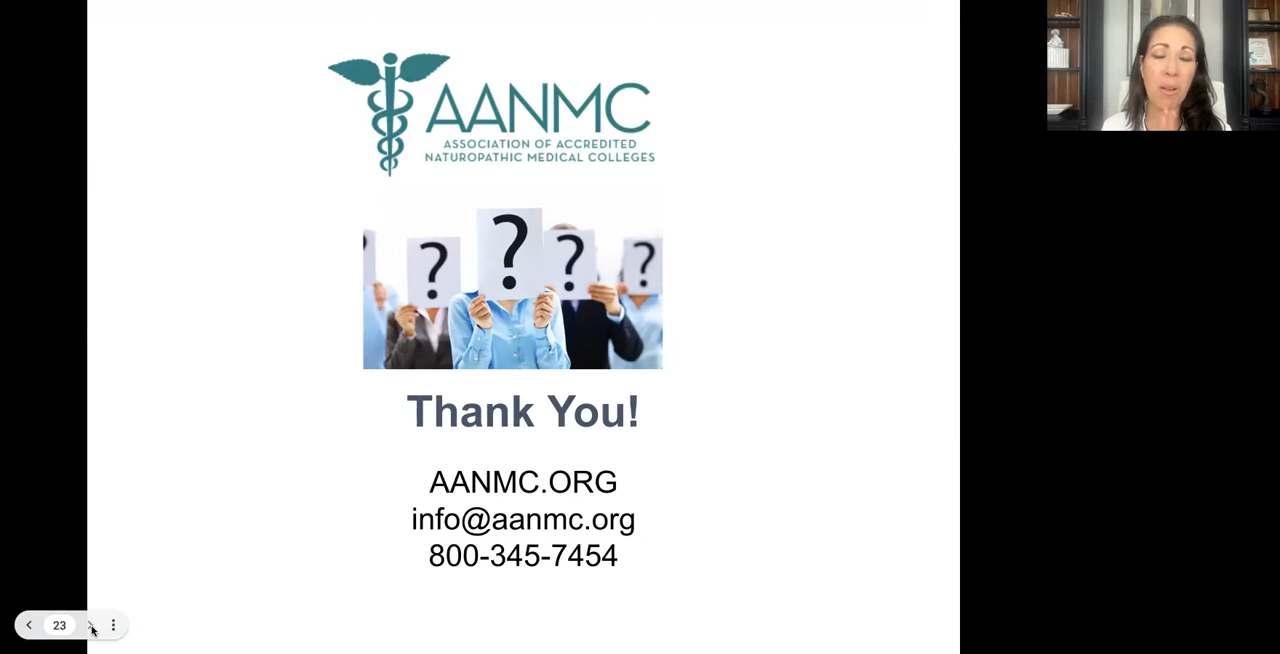 AANMC
ASSOCIATION OF ACCREDITED
NATUROPATHIC MEDICAL COLLEGES
? ? ? ?
Thank You!
AANMC.ORG
info@aanmc.org
800-345-7454
23